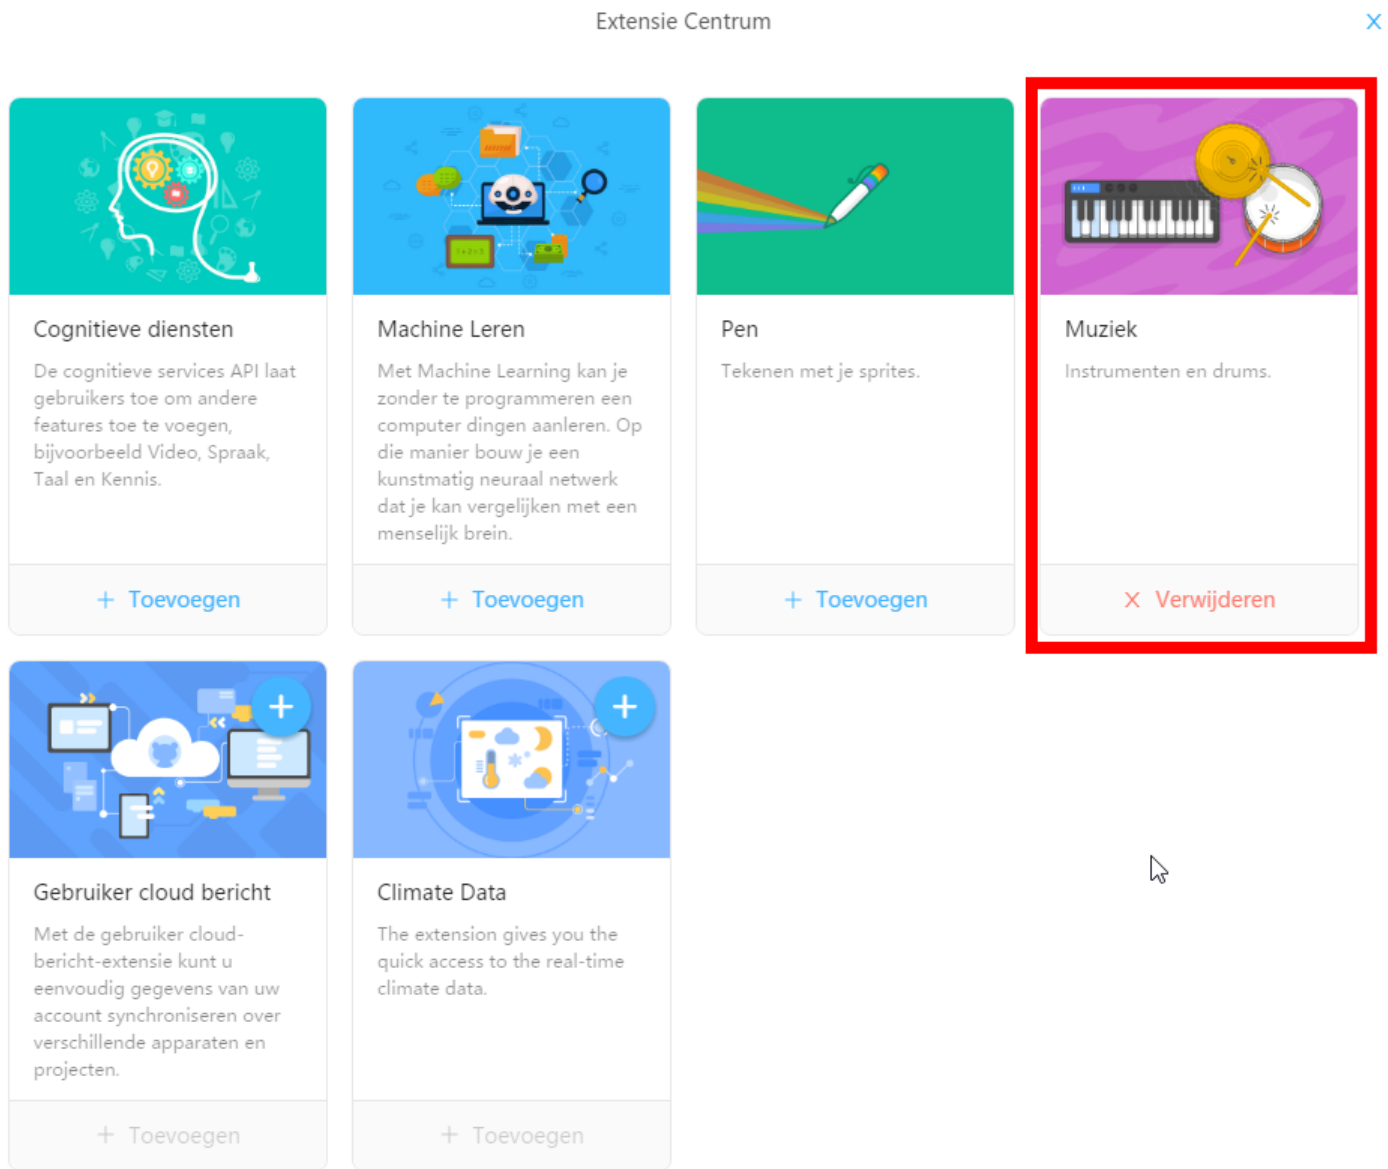 Extensie Centrum
Cognitieve diensten
De cognitieve services API laat
gebruikers toe om andere
features toe te voegen,
bijvoorbeeld Video, Spraak,
Taal en Kennis.
+ Toevoegen
Machine Leren
Met Machine Learning kan je
zonder te programmeren een
computer dingen aanleren. Op
die manier bouw je een
kunstmatig neuraal netwerk
dat je kan vergelijken met een
menselijk brein.
+ Toevoegen
Pen
Tekenen met je sprites.
+ Toevoegen
Muziek
Instrumenten en drums.
X Verwijderen
Gebruiker cloud bericht
Met de gebruiker cloud-
bericht-extensie kunt u
eenvoudig gegevens van uw
account synchroniseren over
verschillende apparaten en
projecten.
+ Toevoegen
Climate Data
The extension gives you the
quick access to the real-time
climate data.
+ Toevoegen